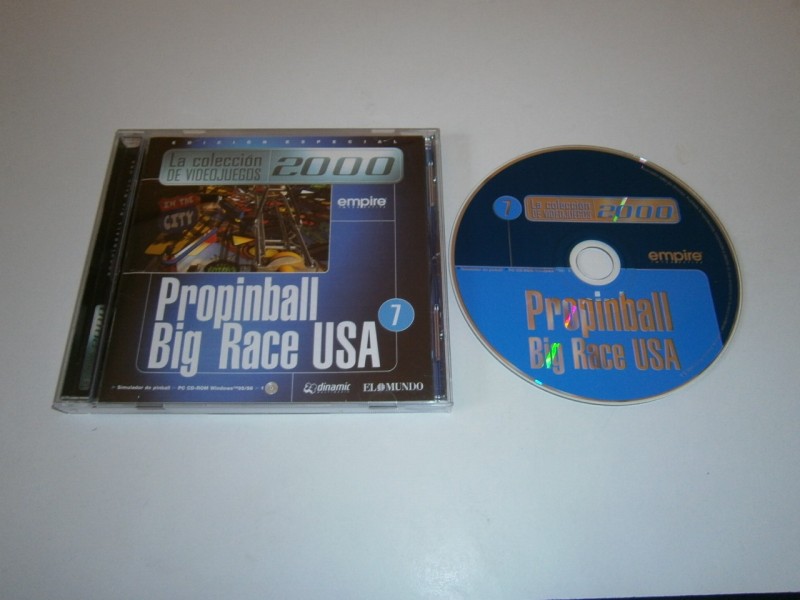 EDICIÓN ESPECIAL
La colección
DE VIDEOJUEGOS
2000
IN THE
CITY
empire
Propinball
Big Race USA
7
Simulador de pinball - PC CD-ROM Windows™ 95/98 - 1
dinamic
EL MUNDO
7
La colección
DE VIDEOJUEGOS
2000
empire
Propinball
Big Race USA